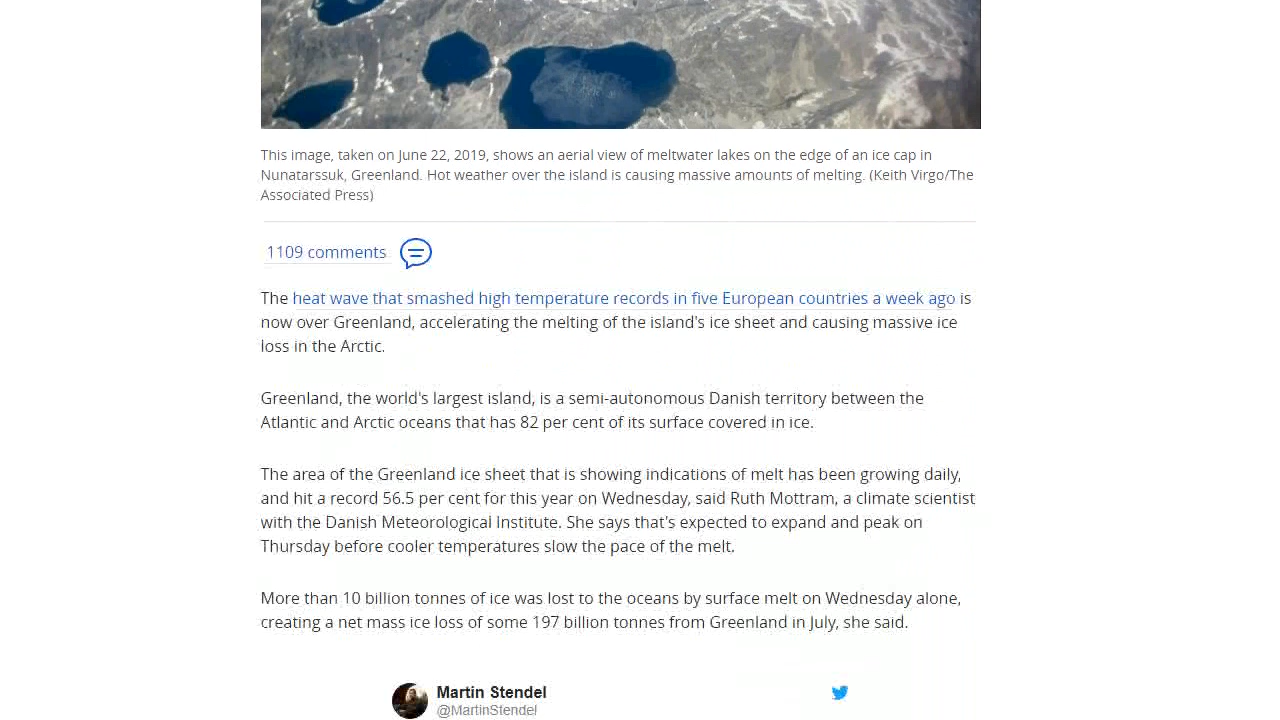 This image, taken on June 22, 2019, shows an aerial view of meltwater lakes on the edge of an ice cap in
Nunatarssuk, Greenland. Hot weather over the island is causing massive amounts of melting. (Keith Virgo/The
Associated Press)
1109 comments
The heat wave that smashed high temperature records in five European countries a week ago is
now over Greenland, accelerating the melting of the island's ice sheet and causing massive ice
loss in the Arctic.
Greenland, the world's largest island, is a semi-autonomous Danish territory between the
Atlantic and Arctic oceans that has 82 per cent of its surface covered in ice.
The area of the Greenland ice sheet that is showing indications of melt has been growing daily,
and hit a record 56.5 per cent for this year on Wednesday, said Ruth Mottram, a climate scientist
with the Danish Meteorological Institute. She says that's expected to expand and peak on
Thursday before cooler temperatures slow the pace of the melt.
More than 10 billion tonnes of ice was lost to the oceans by surface melt on Wednesday alone,
creating a net mass ice loss of some 197 billion tonnes from Greenland in July, she said.
Martin Stendel
@MartinStendel